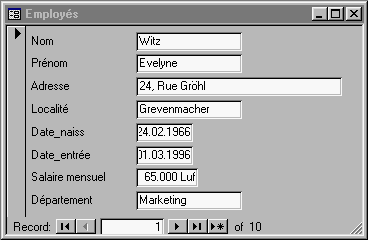 Employés
Nom Witz
Prénom Evelyne
Adresse 24, Rue Gröhl
Localité Grevenmacher
Date_naiss 24.02.1966
Date_entrée 01.03.1996
Salaire mensuel 65.000 Luf
Département Marketing
Record: 1 of 10